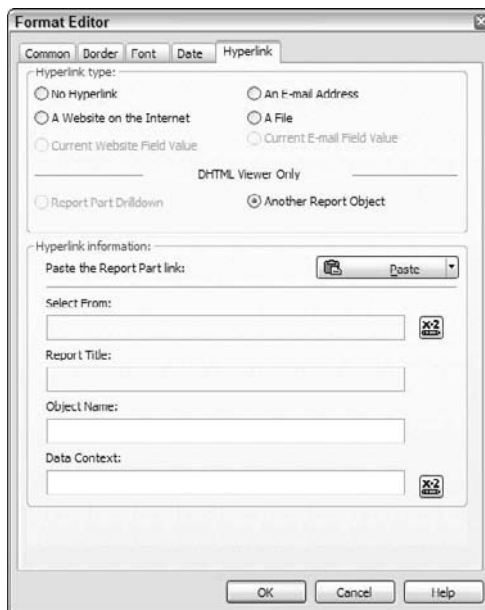 Format Editor
Common Border Font Date Hyperlink
Hyperlink type:
No Hyperlink An E-mail Address
A Website on the Internet A File
Current Website Field Value Current E-mail Field Value
DHTML Viewer Only
Report Part Drilldown Another Report Object
Hyperlink information:
Paste the Report Part link: Paste
Select From:
X-2
Report Title:
Object Name:
Data Context:
X-2
OK Cancel Help